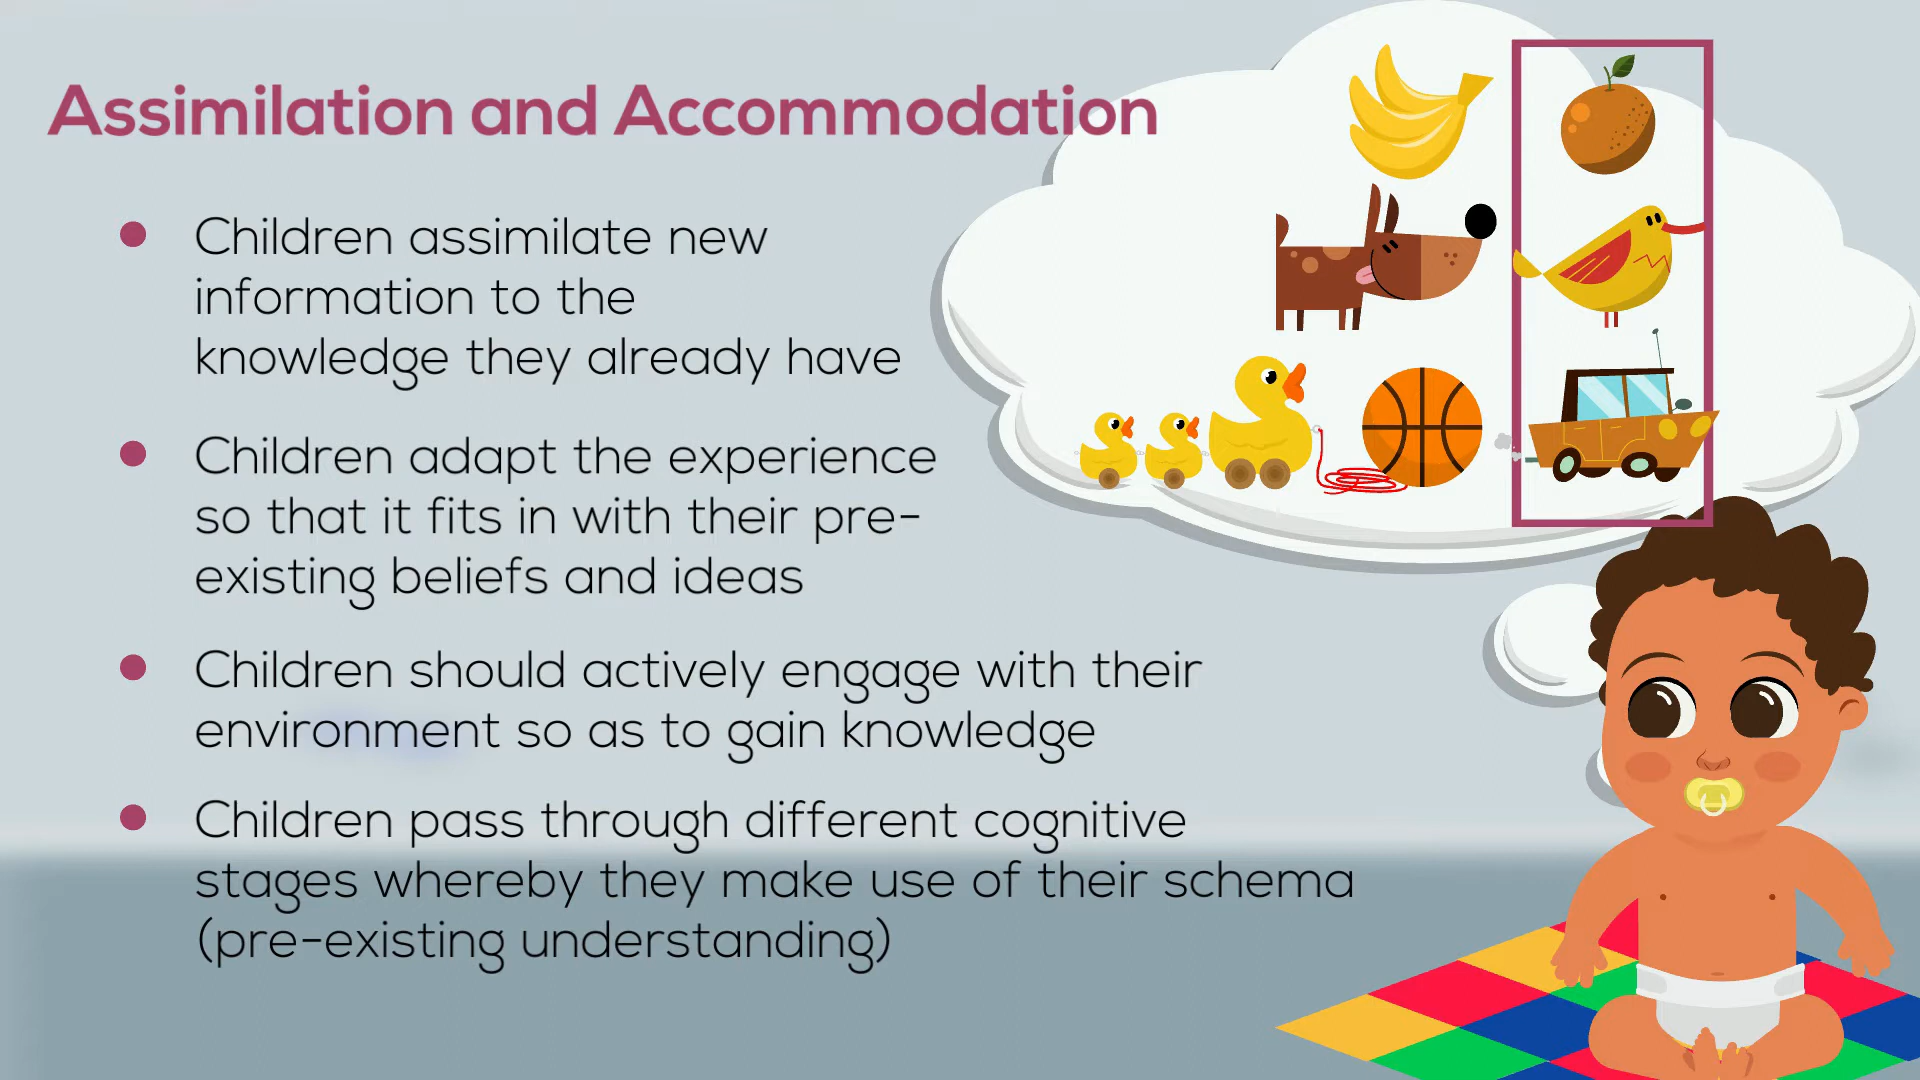 Assimilation and Accommodation
Children assimilate new
information to the
knowledge they already have
Children adapt the experience
so that it fits in with their pre-
existing beliefs and ideas
Children should actively engage with their
environment so as to gain knowledge
Children pass through different cognitive
stages whereby they make use of their schema
(pre-existing understanding)